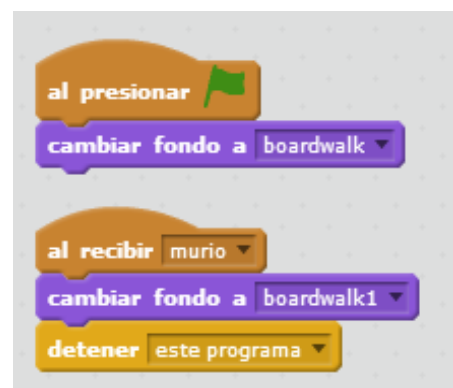 al presionar
cambiar fondo a boardwalk
al recibir murio
cambiar fondo a boardwalk1
detener este programa